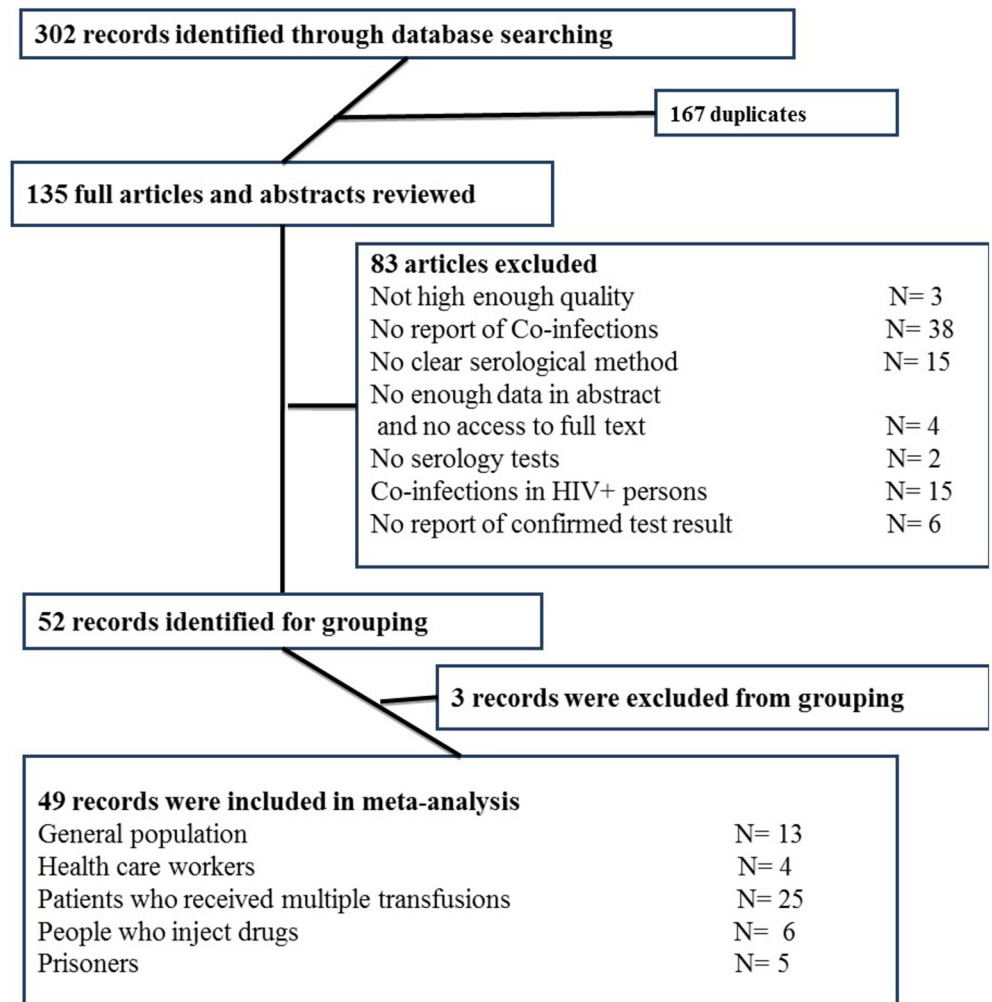 302 records identified through database searching
167 duplicates
135 full articles and abstracts reviewed
83 articles excluded
Not high enough quality N= 3
No report of Co-infections N= 38
No clear serological method N= 15
No enough data in abstract
and no access to full text N= 4
No serology tests N= 2
Co-infections in HIV+ persons N= 15
No report of confirmed test result N= 6
52 records identified for grouping
3 records were excluded from grouping
49 records were included in meta-analysis
General population N= 13
Health care workers N= 4
Patients who received multiple transfusions N= 25
People who inject drugs N= 6
Prisoners N= 5